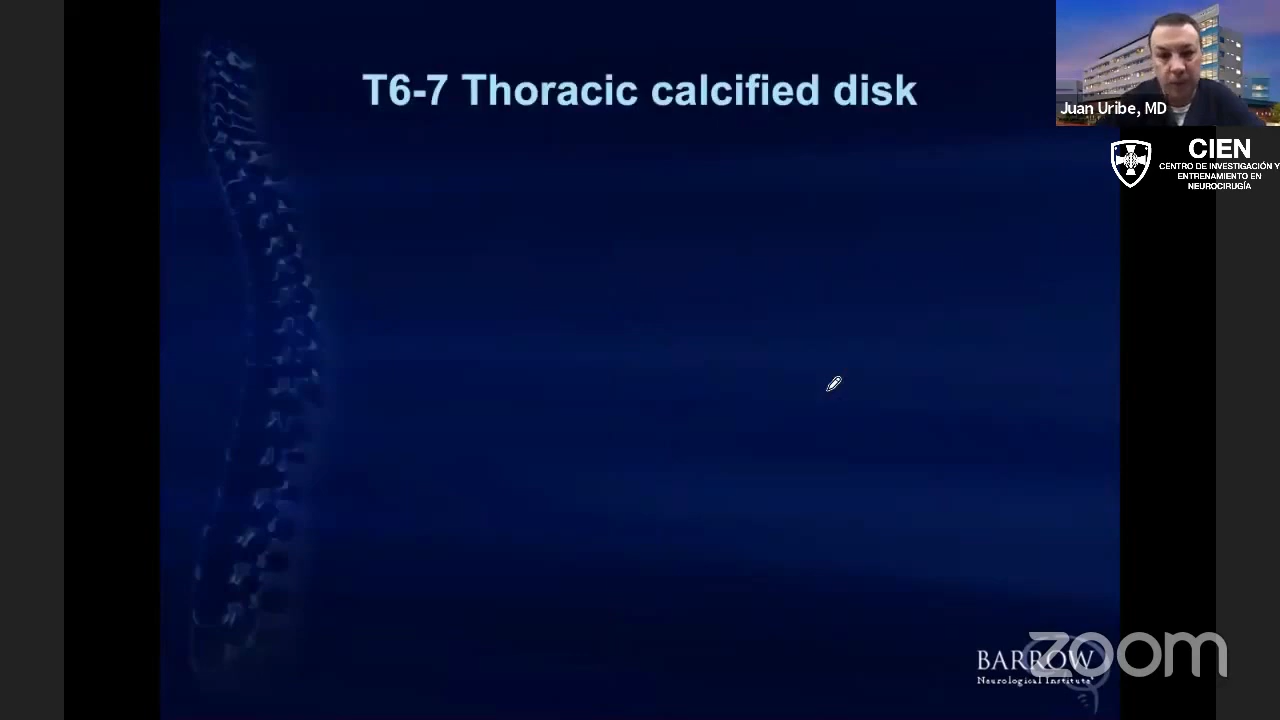 T6-7 Thoracic calcified disk
Juan Uribe, MD
CIEN
CENTRO DE INVESTIGACIÓN Y
ENTRENAMIENTO EN
NEUROCIRUGÍA
BARROW
Neurological Institute
zoom